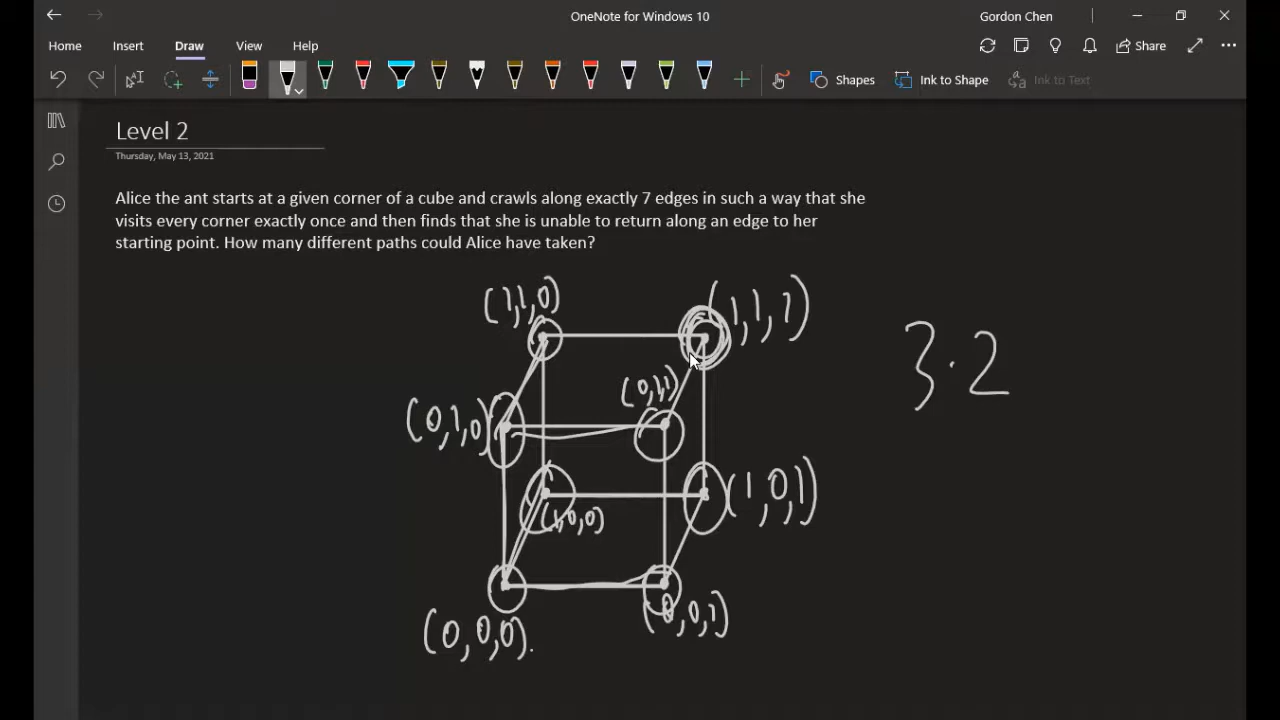 OneNote for Windows 10
Gordon Chen
Home Insert Draw View Help
Share
Shapes
Ink to Shape
Ink to Text
Level 2
Thursday, May 13, 2021
Alice the ant starts at a given corner of a cube and crawls along exactly 7 edges in such a way that she
visits every corner exactly once and then finds that she is unable to return along an edge to her
starting point. How many different paths could Alice have taken?
(1,1,0)
(1,1,1)
3·2
(0,1,1)
(0,1,0)
(1,0,1)
(1,0,0)
(0,0,1)
(0,0,0).